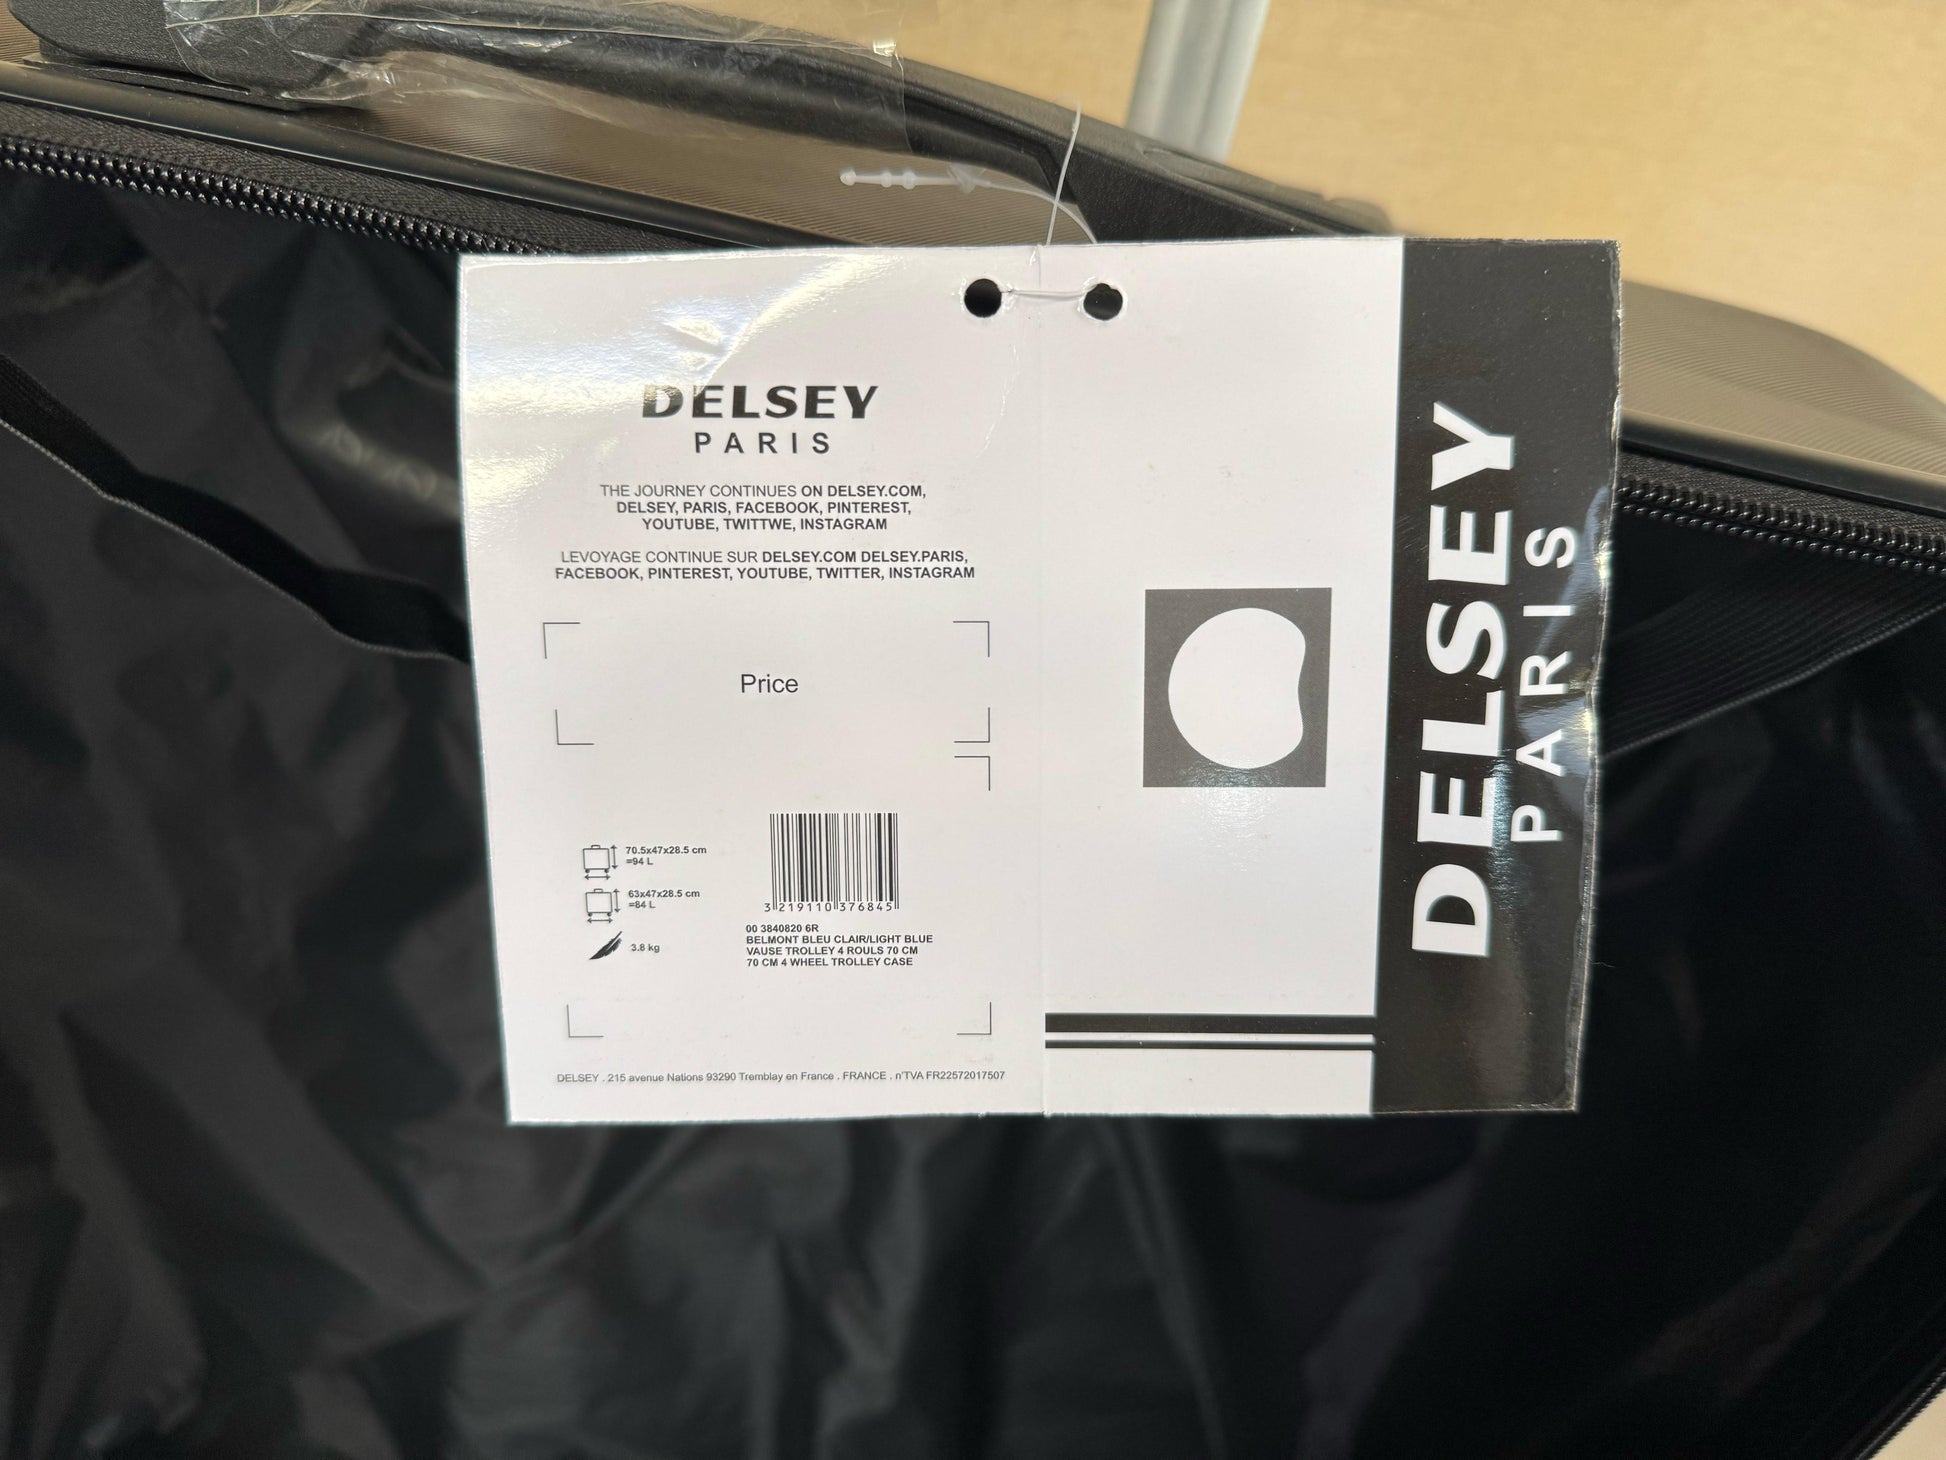 DELSEY
PARIS
THE JOURNEY CONTINUES ON DELSEY.COM,
DELSEY, PARIS, FACEBOOK, PINTEREST,
YOUTUBE, TWITTWE, INSTAGRAM
LEVOYAGE CONTINUE SUR DELSEY.COM DELSEY.PARIS,
FACEBOOK, PINTEREST, YOUTUBE, TWITTER, INSTAGRAM
Price
70.5x47x28.5 cm
=94 L
63x47x28.5 cm
=84 L
3.8 kg
3 219110 376845
00 3840820 6R
BELMONT BLEU CLAIR/LIGHT BLUE
VAUSE TROLLEY 4 ROULS 70 CM
70 CM 4 WHEEL TROLLEY CASE
DELSEY . 215 avenue Nations 93290 Tremblay en France . FRANCE . n'TVA FR22572017507
DELSEY
PARIS